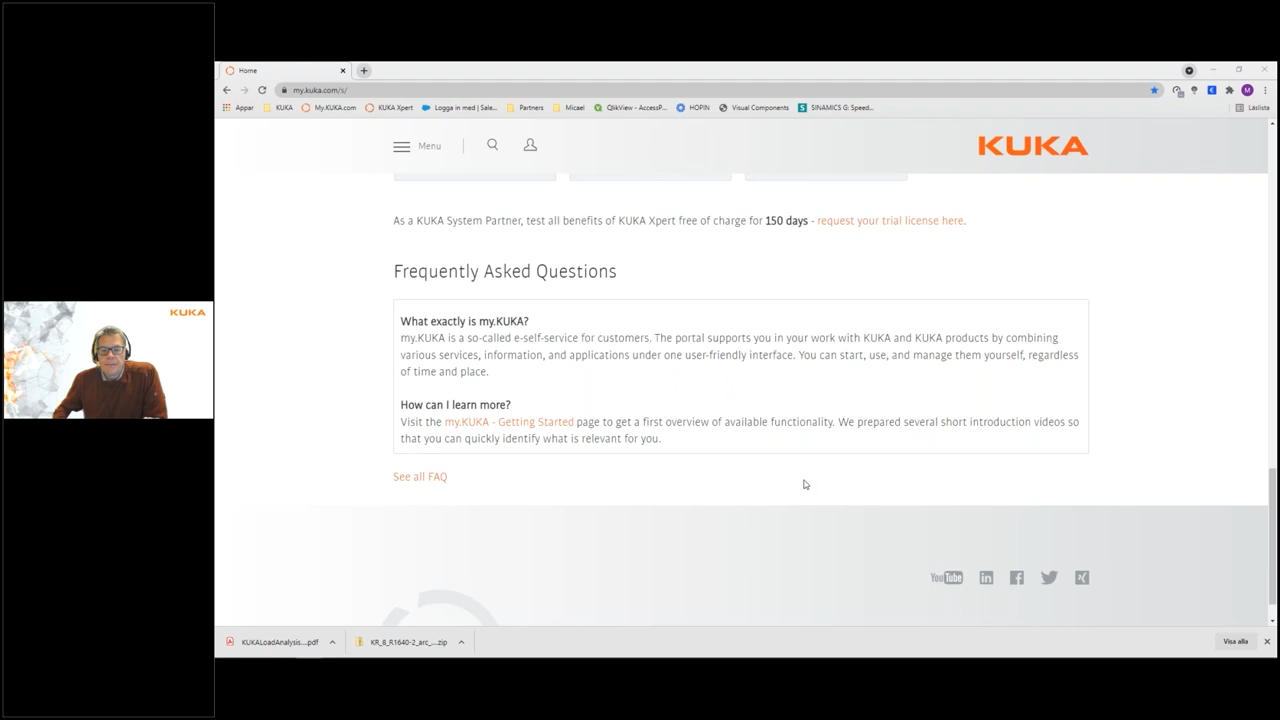 Home
my.kuka.com/s/
Appar
KUKA
My.KUKA.com
KUKA Xpert
Logga in med | Sale...
Partners
Micael
QlikView - AccessP...
HOPIN
Visual Components
SINAMICS G: Speed...
Läslista
Menu
KUKA
As a KUKA System Partner, test all benefits of KUKA Xpert free of charge for 150 days - request your trial license here.
Frequently Asked Questions
What exactly is my.KUKA?
my.KUKA is a so-called e-self-service for customers. The portal supports you in your work with KUKA and KUKA products by combining
various services, information, and applications under one user-friendly interface. You can start, use, and manage them yourself, regardless
of time and place.
How can I learn more?
Visit the my.KUKA - Getting Started page to get a first overview of available functionality. We prepared several short introduction videos so
that you can quickly identify what is relevant for you.
See all FAQ
YouTube
KUKALoadAnalysis....pdf
KR_8_R1640-2_arc_....zip
Visa alla
KUKA
M